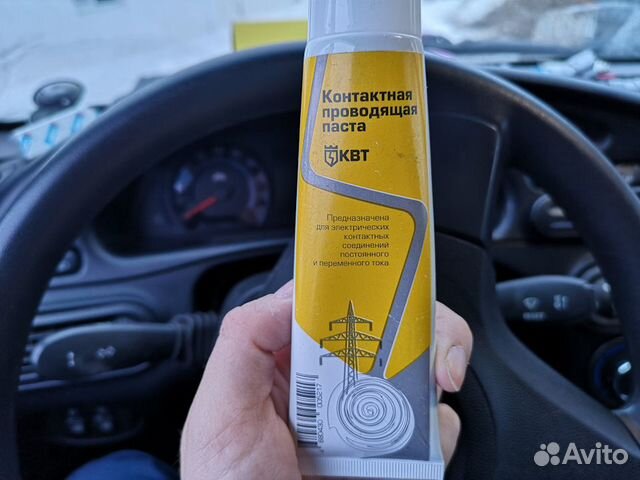 Контактная
проводящая
паста
КВТ
Предназначена
для электрических
контактных
соединений
постоянного
и переменного тока
Avito